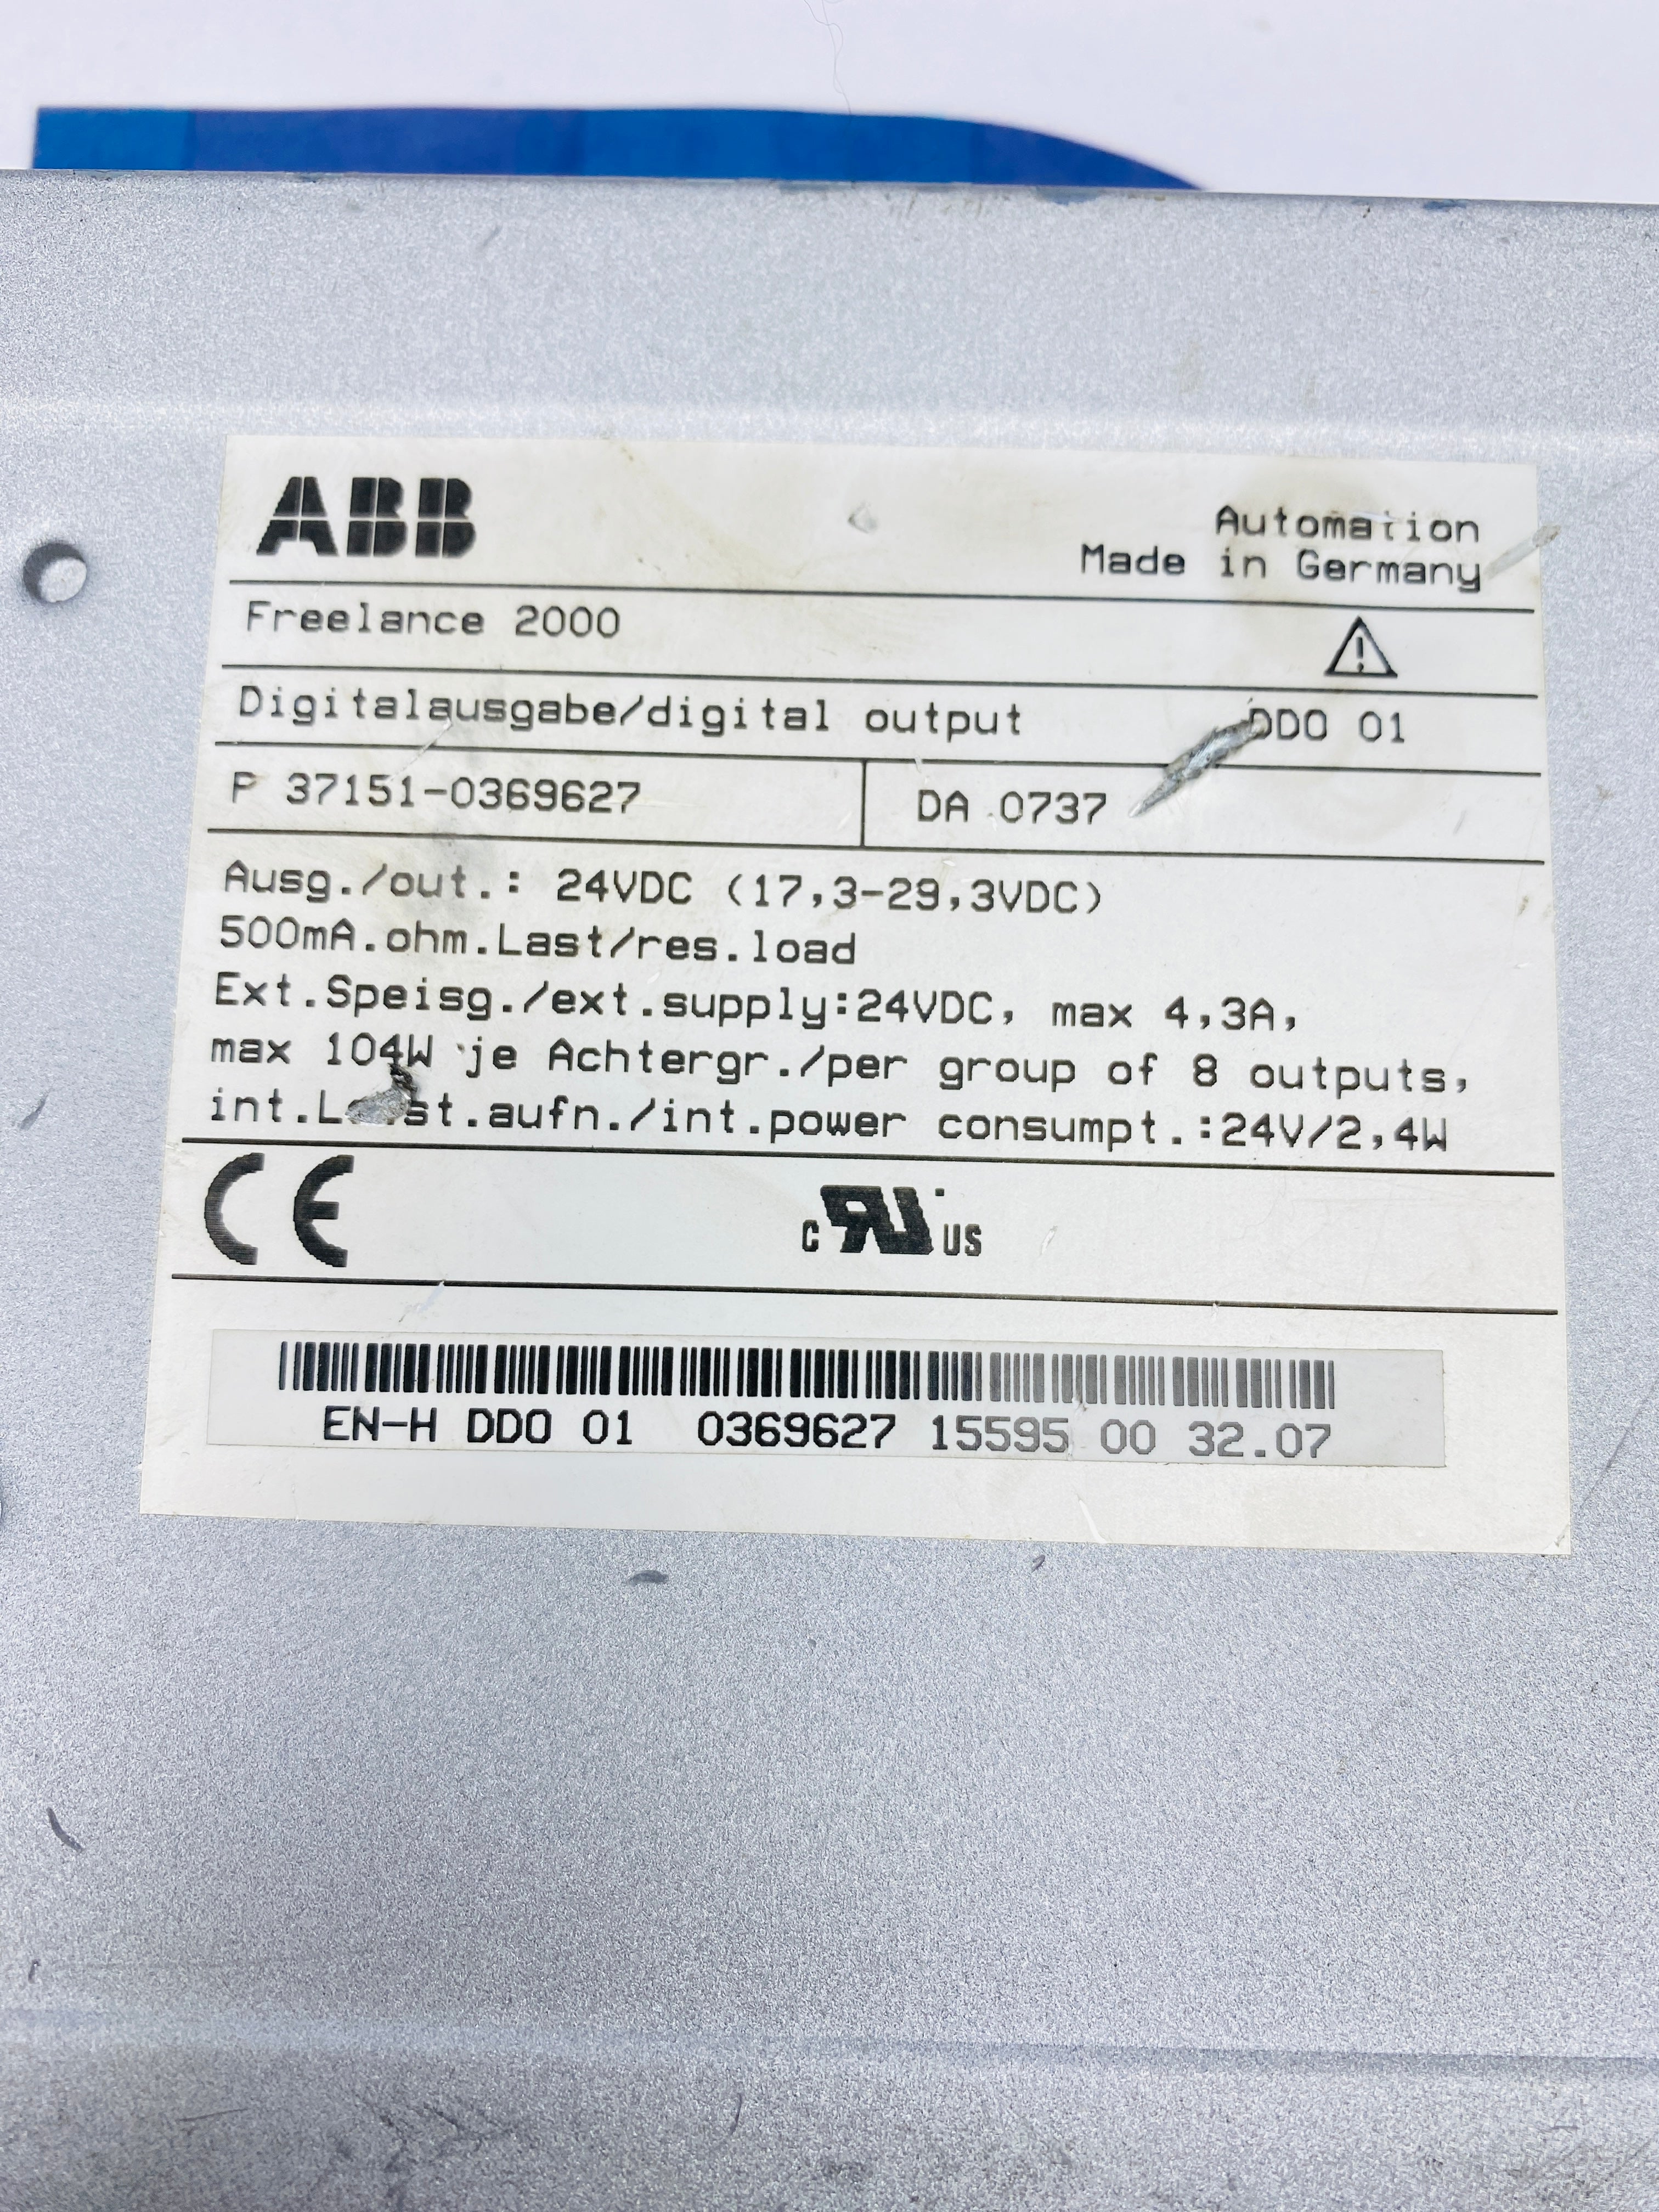 ABB
Automation
Made in Germany
Freelance 2000
Digitalausgabe/digital output DDO 01
P 37151-0369627 DA 0737
Ausg./out.: 24VDC (17,3-29,3VDC)
500mA.ohm.Last/res.load
Ext.Speisg./ext.supply:24VDC, max 4,3A,
max 104W je Achtergr./per group of 8 outputs,
/int.power consumpt.:24V/2,4W
CE
c RU US
EN-H DDO 01 0369627 15595 00 32.07